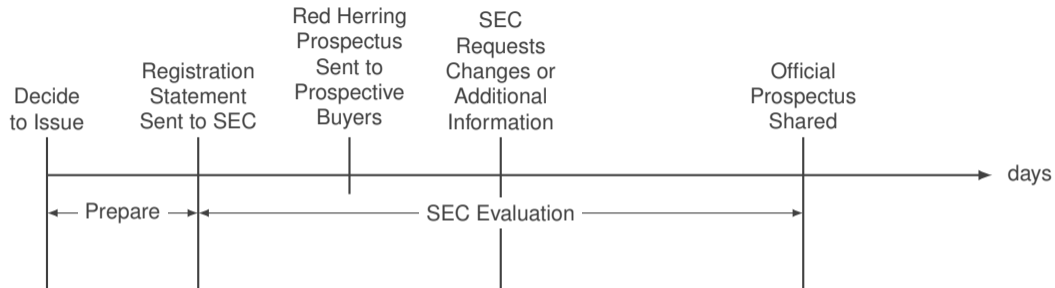 Decide
to Issue
Registration
Statement
Sent to SEC
Red Herring
Prospectus
Sent to
Prospective
Buyers
SEC
Requests
Changes or
Additional
Information
Official
Prospectus
Shared
days
Prepare
SEC Evaluation